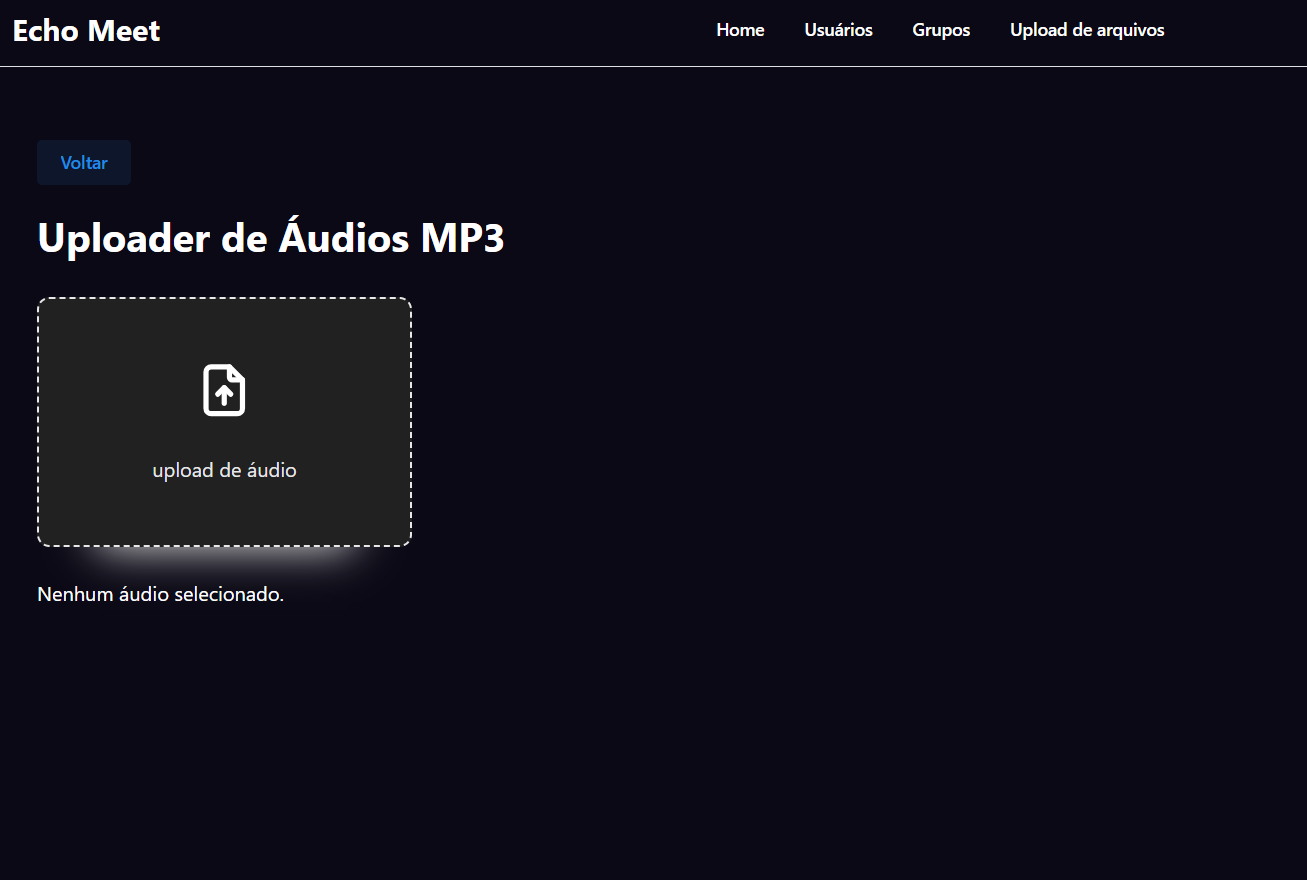 Echo Meet
Home Usuários Grupos Upload de arquivos
Voltar
Uploader de Áudios MP3
upload de áudio
Nenhum áudio selecionado.